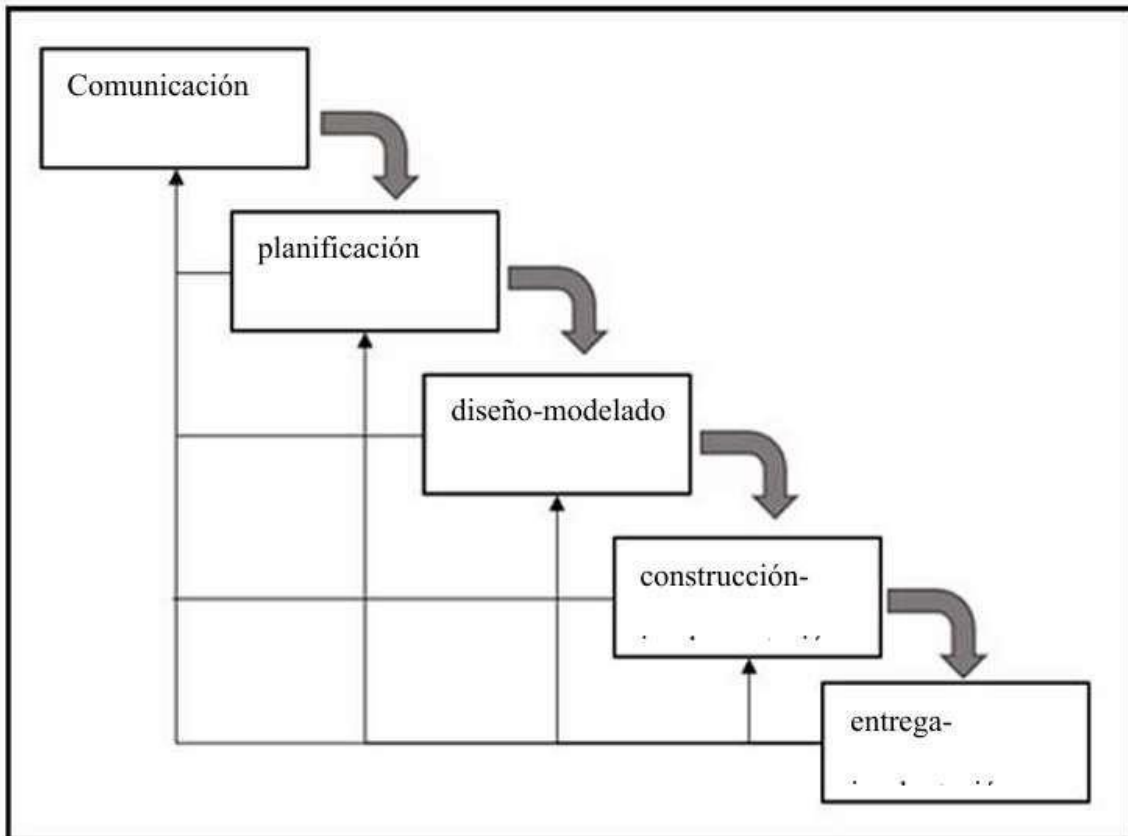 Comunicación
planificación
diseño-modelado
construcción-
entrega-